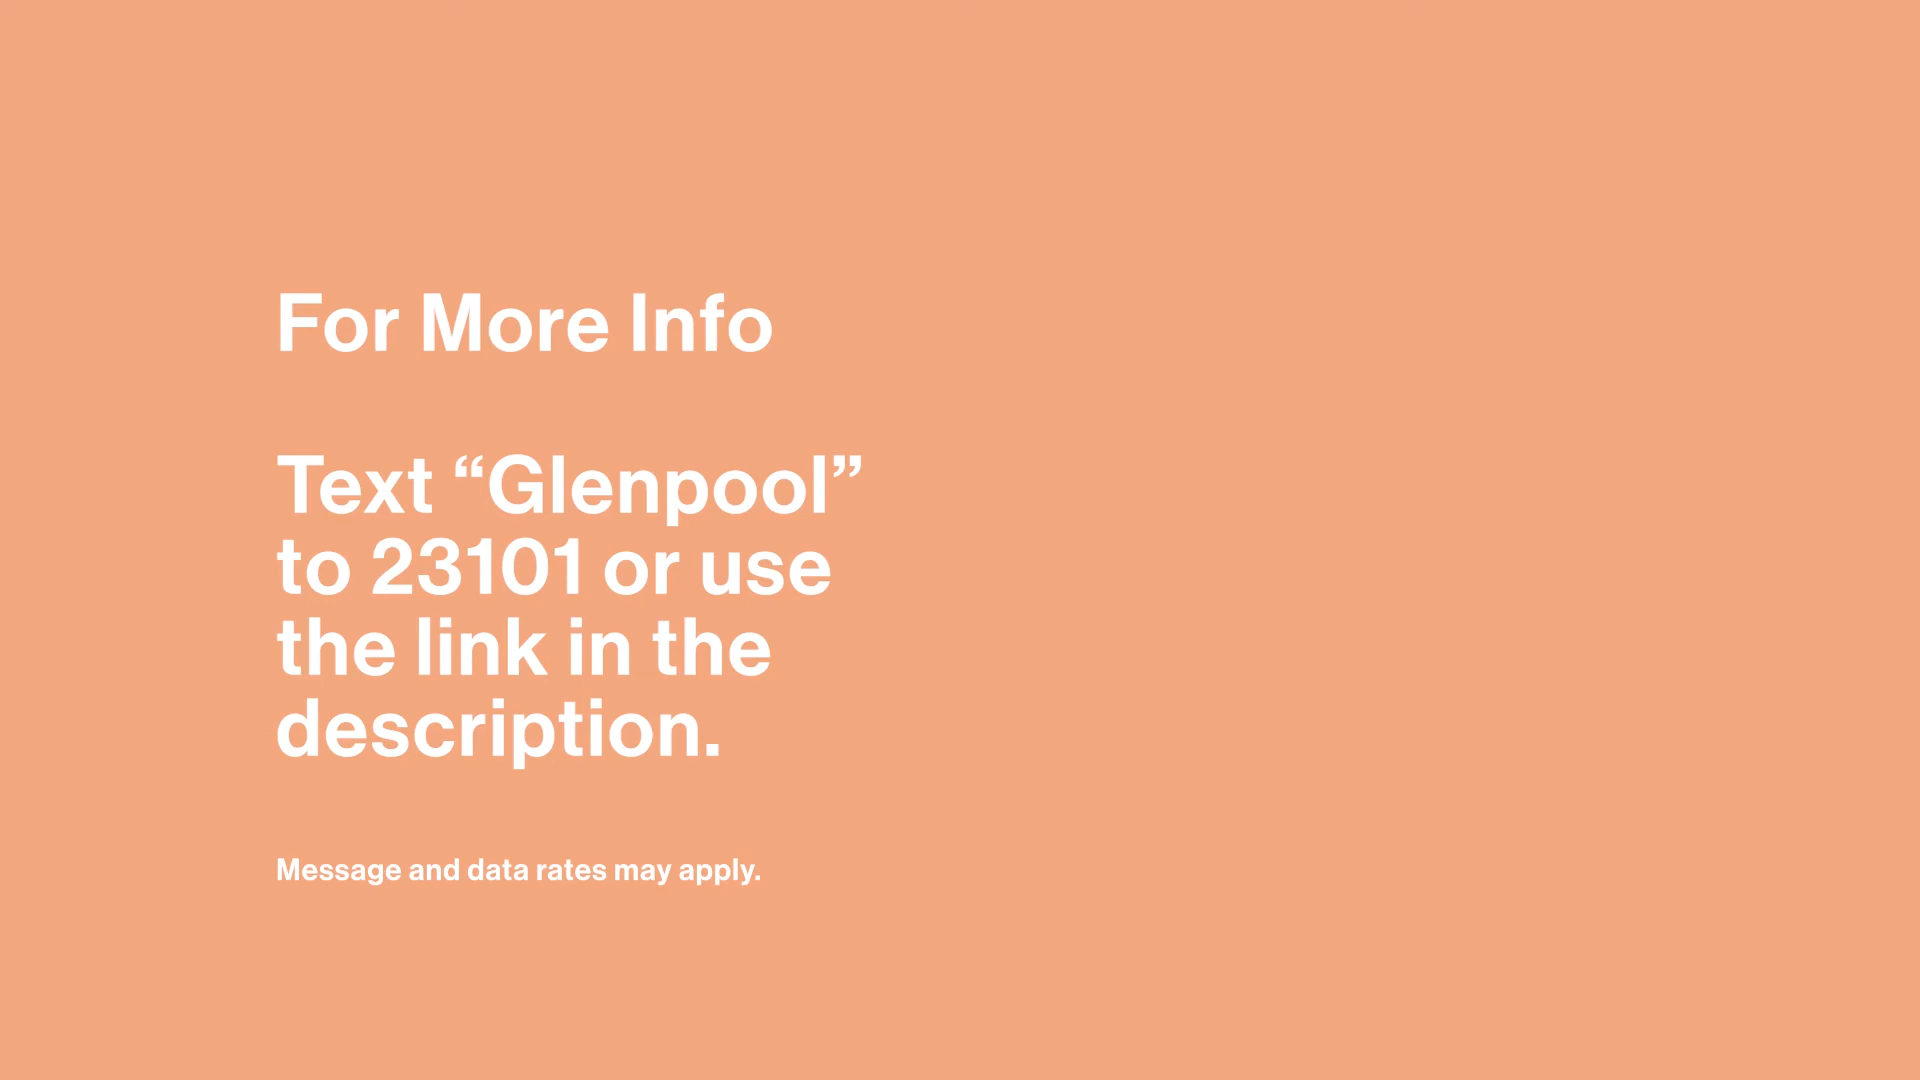 For More Info
Text “Glenpool”
to 23101 or use
the link in the
description.
Message and data rates may apply.